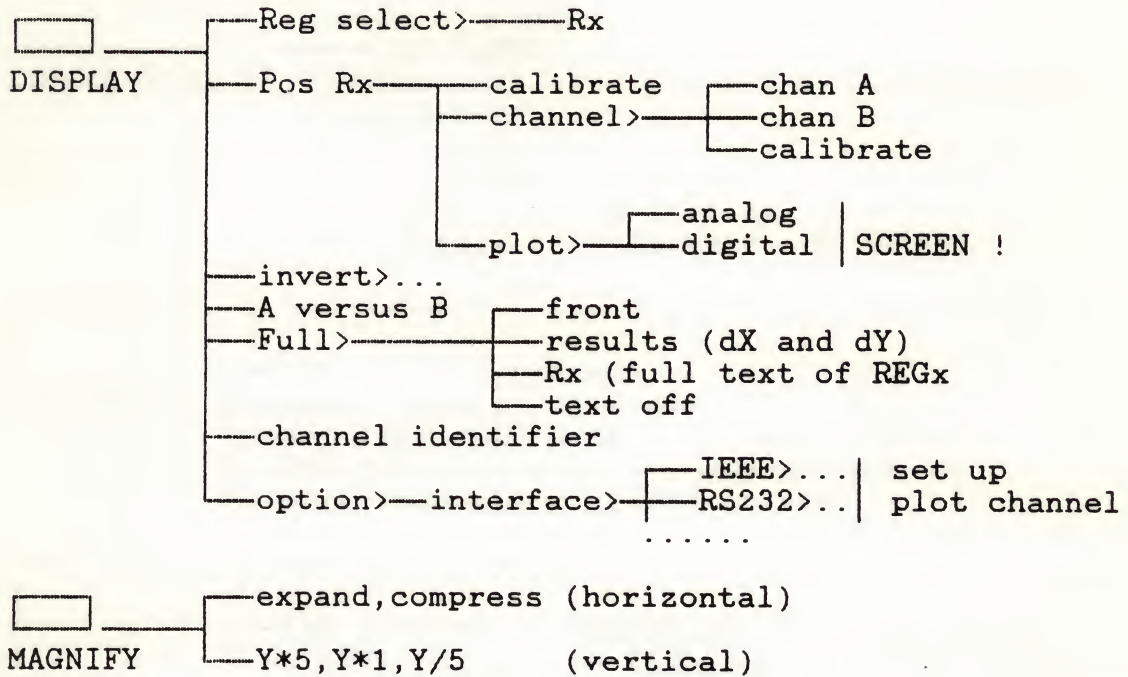 Reg select> Rx
DISPLAY Pos Rx calibrate chan A
channel> chan B
calibrate
analog
plot> digital SCREEN !
invert>...
A versus B front
Full> results (dX and dY)
Rx (full text of REGx
text off
channel identifier
IEEE>... set up
option> interface> RS232>.. plot channel
......
expand,compress (horizontal)
MAGNIFY Y*5,Y*1,Y/5 (vertical)